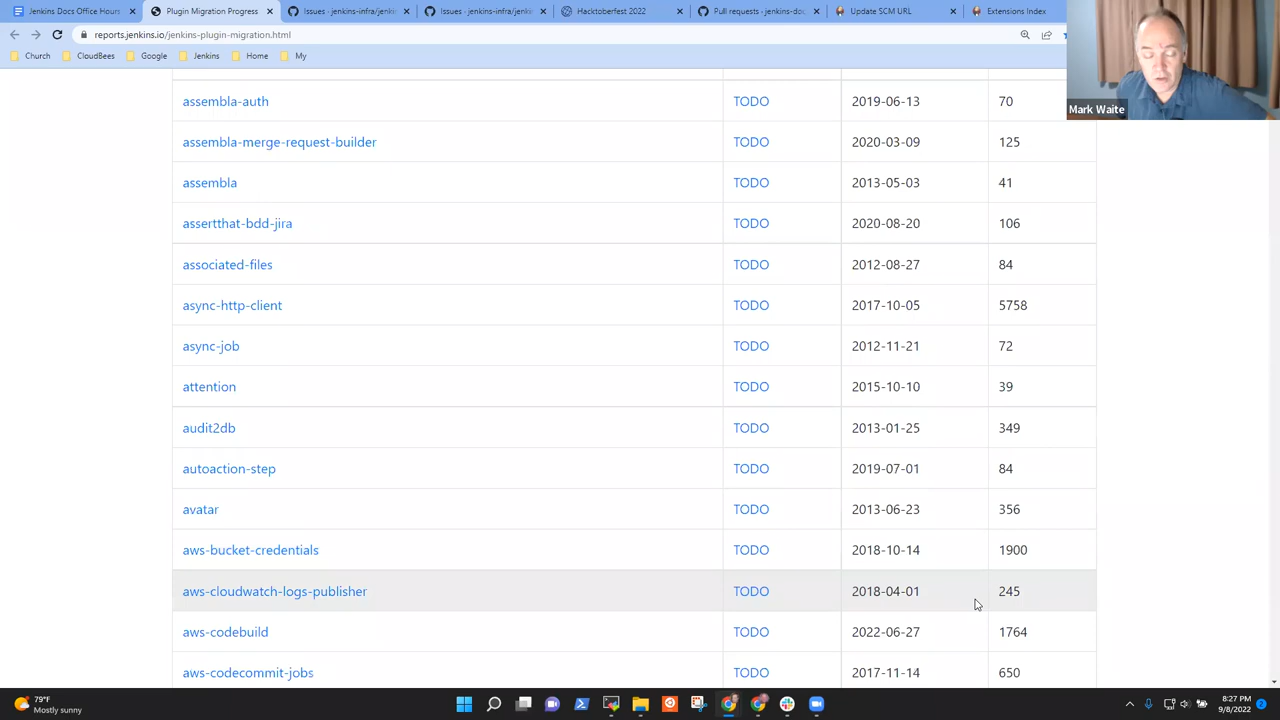 Jenkins Docs Office Hours
Plugin Migration Progress
Issues · jenkins-infra/jenki
Issues · jenkins-infra/jenki
Hacktoberfest 2022
Pull requests · jenkins-do
Update SCM URL
Extensions Index
reports.jenkins.io/jenkins-plugin-migration.html
Church CloudBees Google Jenkins Home My
Mark Waite
assembla-auth TODO 2019-06-13 70
assembla-merge-request-builder TODO 2020-03-09 125
assembla TODO 2013-05-03 41
assertthat-bdd-jira TODO 2020-08-20 106
associated-files TODO 2012-08-27 84
async-http-client TODO 2017-10-05 5758
async-job TODO 2012-11-21 72
attention TODO 2015-10-10 39
audit2db TODO 2013-01-25 349
autoaction-step TODO 2019-07-01 84
avatar TODO 2013-06-23 356
aws-bucket-credentials TODO 2018-10-14 1900
aws-cloudwatch-logs-publisher TODO 2018-04-01 245
aws-codebuild TODO 2022-06-27 1764
aws-codecommit-jobs TODO 2017-11-14 650
79°F
Mostly sunny
8:27 PM
9/8/2022